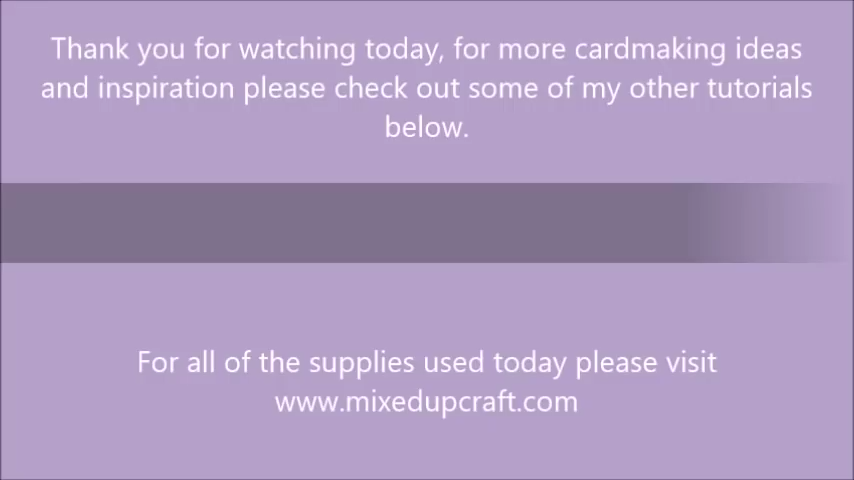 Thank you for watching today, for more cardmaking ideas
and inspiration please check out some of my other tutorials
below.
For all of the supplies used today please visit
www.mixedupcraft.com